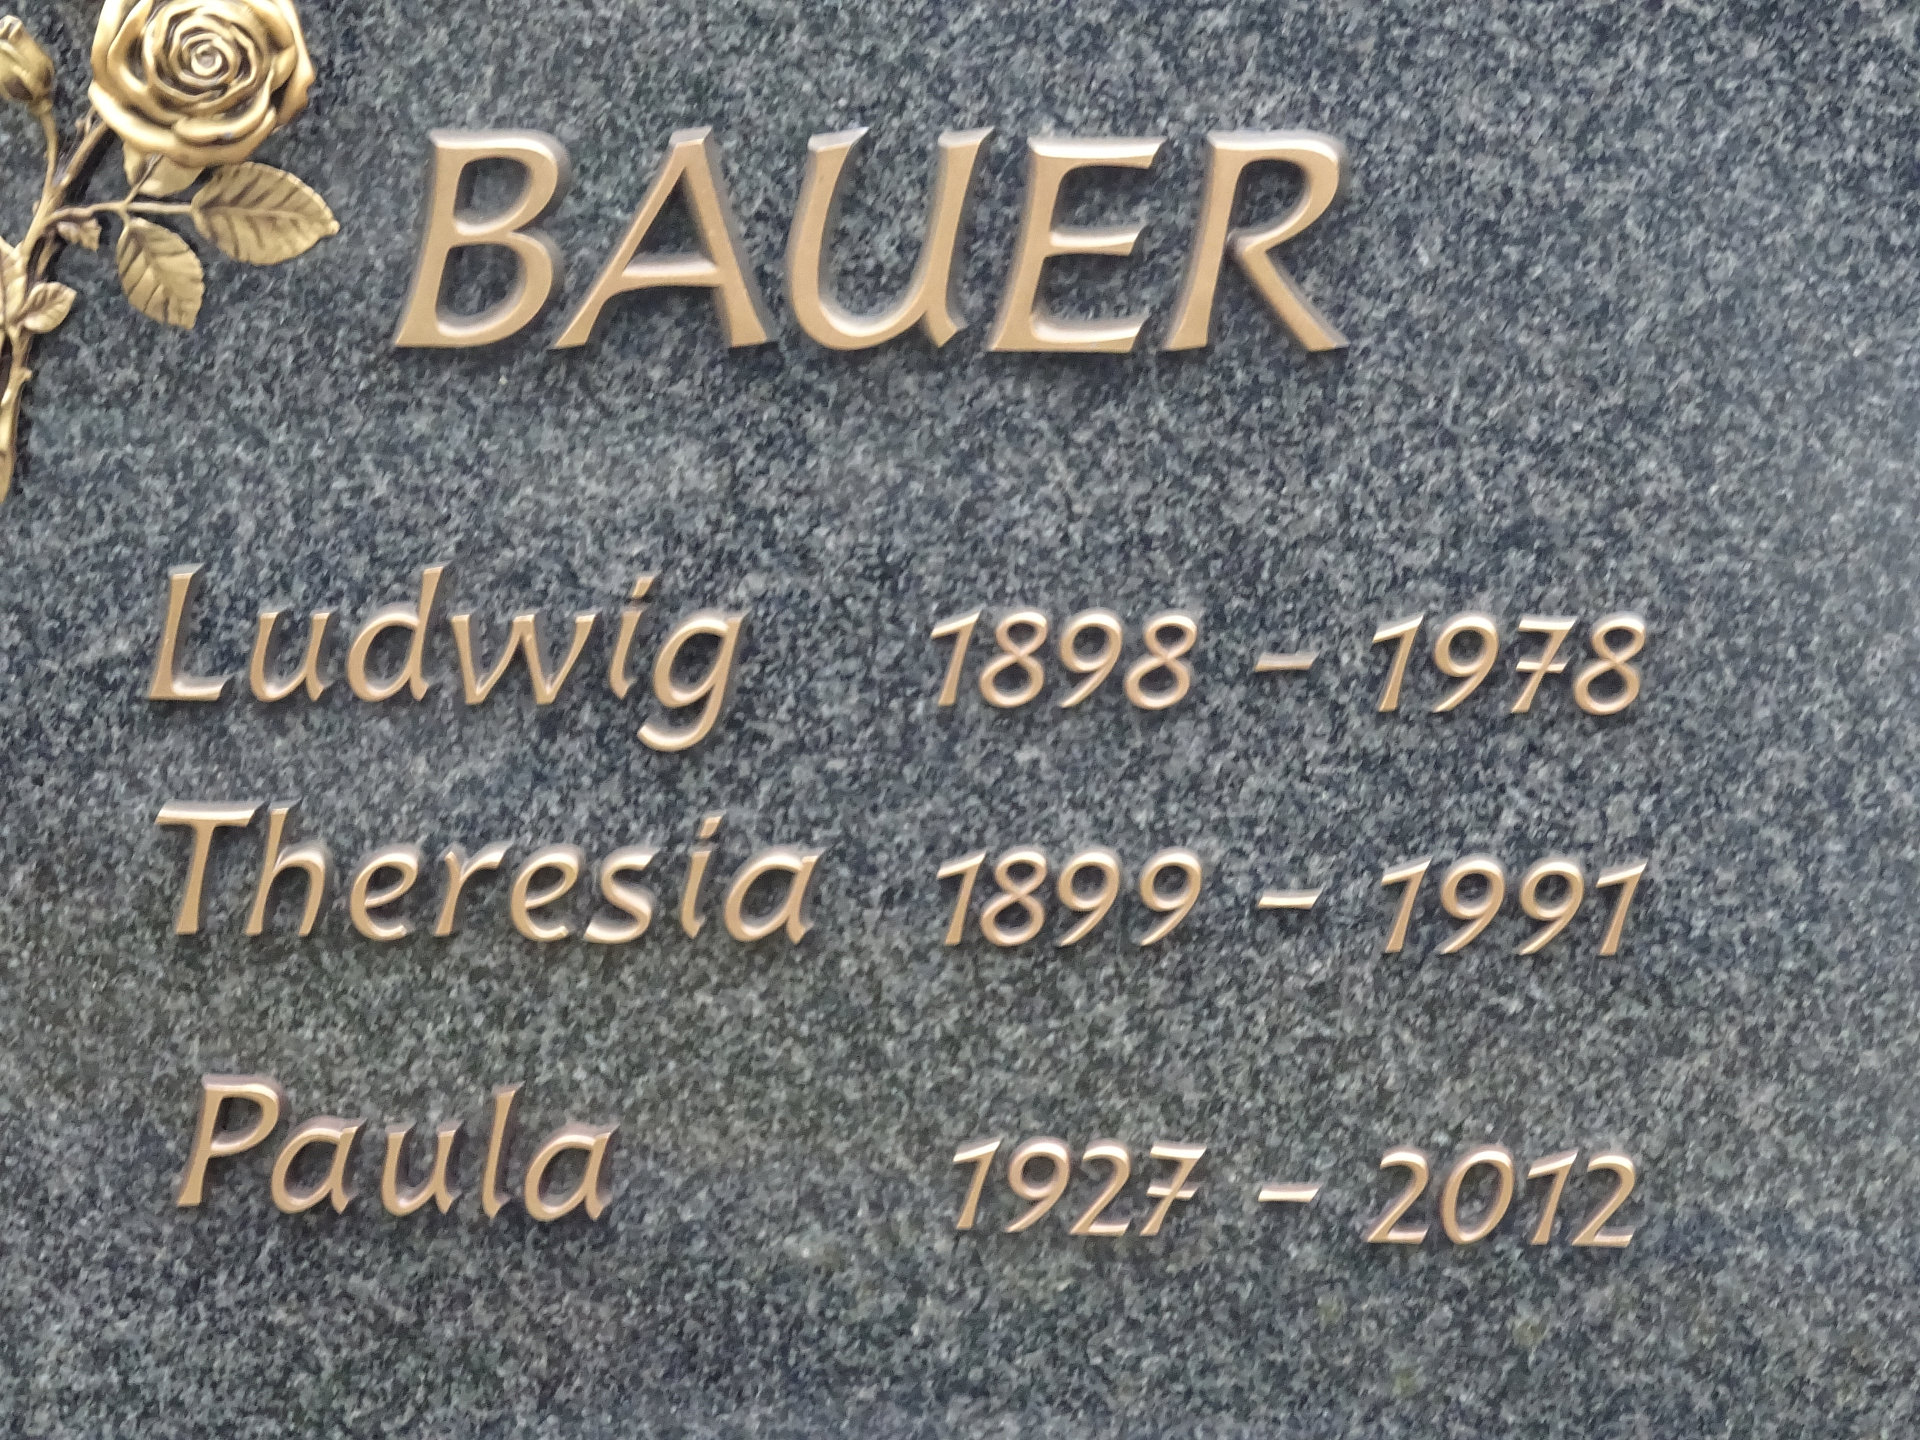 BAUER
Ludwig 1898 - 1978
Theresia 1899 - 1991
Paula 1927 - 2012